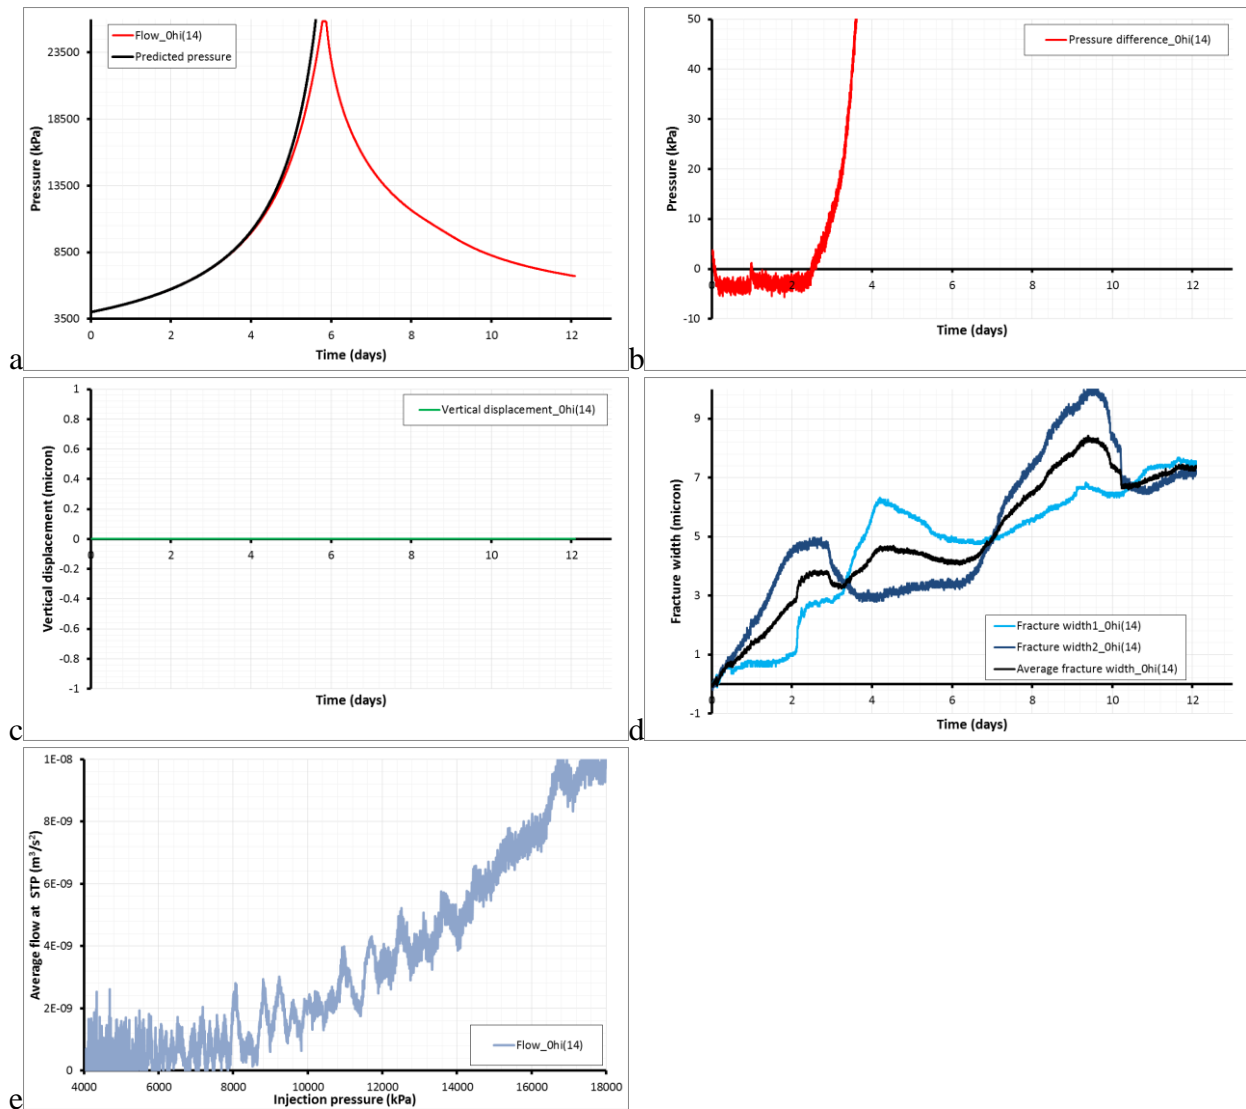 Flow_0hi(14)
Predicted pressure
23500
18500
13500
8500
3500
0 2 4 6 8 10 12
Pressure (kPa)
Time (days)
a
Pressure difference_0hi(14)
50
40
30
20
10
0
-10
0 2 4 6 8 10 12
Pressure (kPa)
Time (days)
b
Vertical displacement_0hi(14)
1
0.8
0.6
0.4
0.2
0
-0.2
-0.4
-0.6
-0.8
-1
0 2 4 6 8 10 12
Vertical displacement (micron)
Time (days)
c
9
7
5
3
1
-1
0 2 4 6 8 10 12
Fracture width (micron)
Fracture width1_0hi(14)
Fracture width2_0hi(14)
Average fracture width_0hi(14)
Time (days)
d
1E-08
8E-09
6E-09
4E-09
2E-09
0
4000 6000 8000 10000 12000 14000 16000 18000
Average flow at STP (m³/s²)
Flow_0hi(14)
Injection pressure (kPa)
e